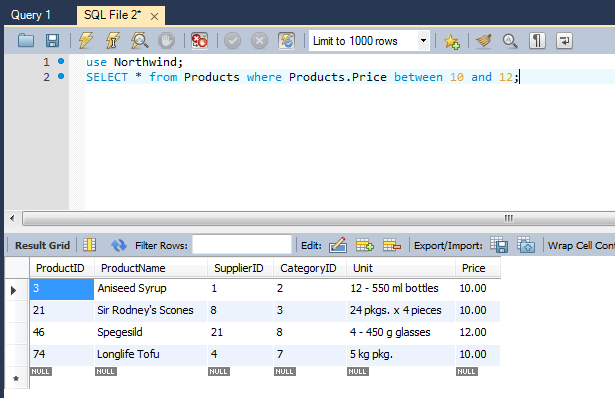 Query 1 SQL File 2*
Limit to 1000 rows
1 use Northwind;
2 SELECT * from Products where Products.Price between 10 and 12;
Result Grid Filter Rows: Edit: Export/Import: Wrap Cell Cont
ProductID ProductName SupplierID CategoryID Unit Price
3 Aniseed Syrup 1 2 12 - 550 ml bottles 10.00
21 Sir Rodney's Scones 8 3 24 pkgs. x 4 pieces 10.00
46 Spegesild 21 8 4 - 450 g glasses 12.00
74 Longlife Tofu 4 7 5 kg pkg. 10.00
NULL NULL NULL NULL NULL NULL